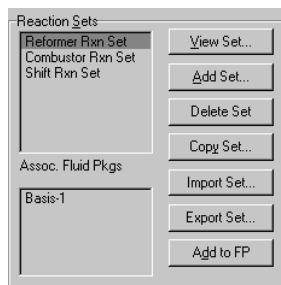 Reaction Sets
Reformer Rxn Set
Combustor Rxn Set
Shift Rxn Set
View Set...
Add Set...
Delete Set
Copy Set...
Assoc. Fluid Pkgs
Basis-1
Import Set...
Export Set...
Add to FP